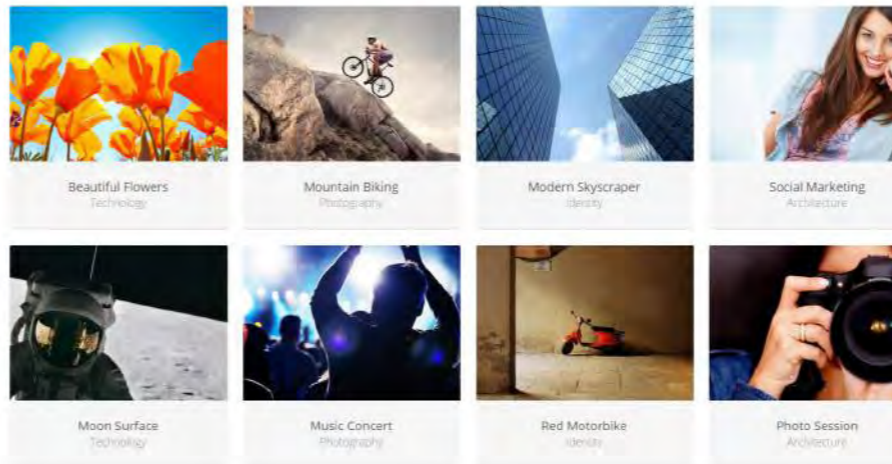 Beautiful Flowers
Technology
Mountain Biking
Photography
Modern Skyscraper
Identity
Social Marketing
Architecture
Moon Surface
Technology
Music Concert
Photography
Red Motorbike
Identity
Photo Session
Architecture